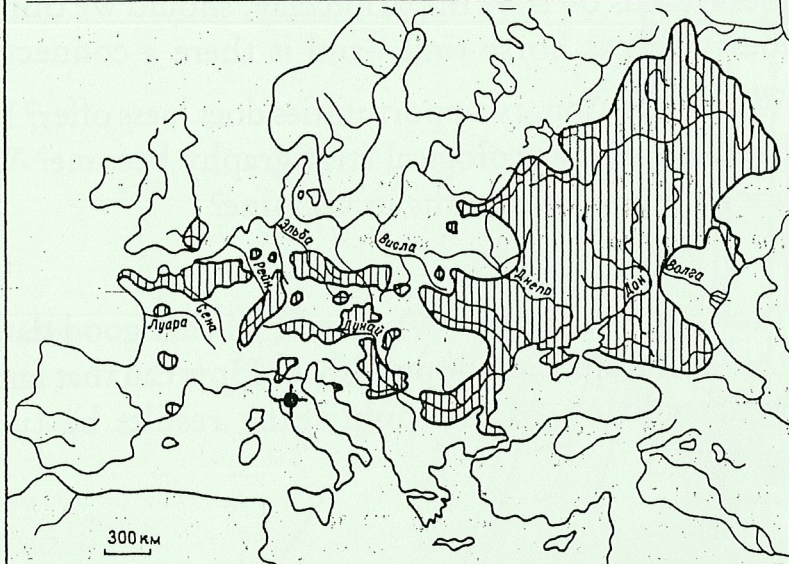 Эльба
Висла
Рейн
Днепр
Дон
Волга
Сена
Луара
Дунай
300 км